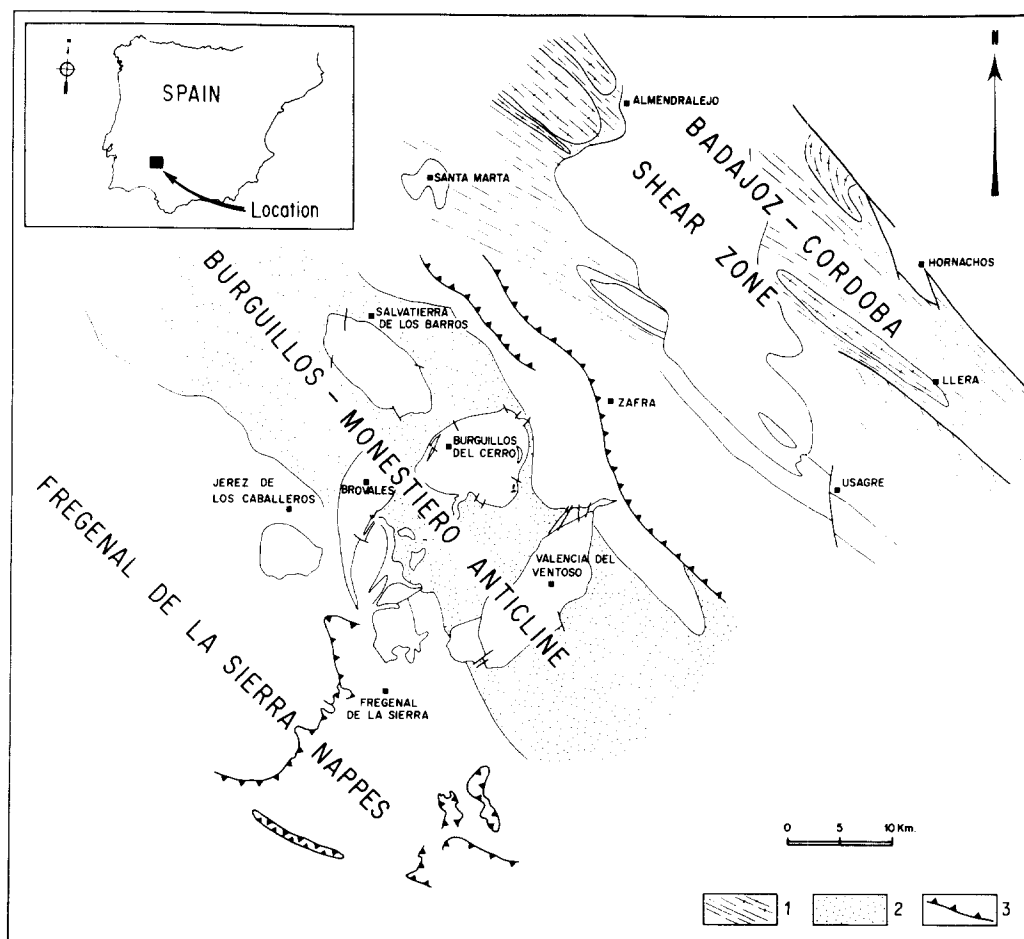 SPAIN
Location
N
ALMENDRALEJO
BADAJOZ - CORDOBA
SHEAR ZONE
SANTA MARTA
HORNACHOS
BURGUILLOS - MONESTIERO ANTICLINE
SALVATIERRA
DE LOS BARROS
LLERA
ZAFRA
BURGUILLOS
DEL CERRO
USAGRE
JEREZ DE
LOS CABALLEROS
BROVALES
FREGENAL DE LA SIERRA NAPPES
VALENCIA DEL
VENTOSO
FREGENAL
DE LA SIERRA
0 5 10 Km.
1 2 3